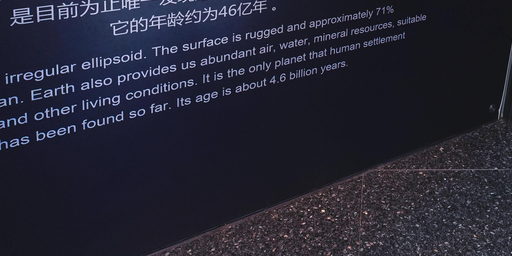 是目前为止唯一发现
它的年龄约为46亿年。
irregular ellipsoid. The surface is rugged and approximately 71%
an. Earth also provides us abundant air, water, mineral resources, suitable
and other living conditions. It is the only planet that human settlement
has been found so far. Its age is about 4.6 billion years.